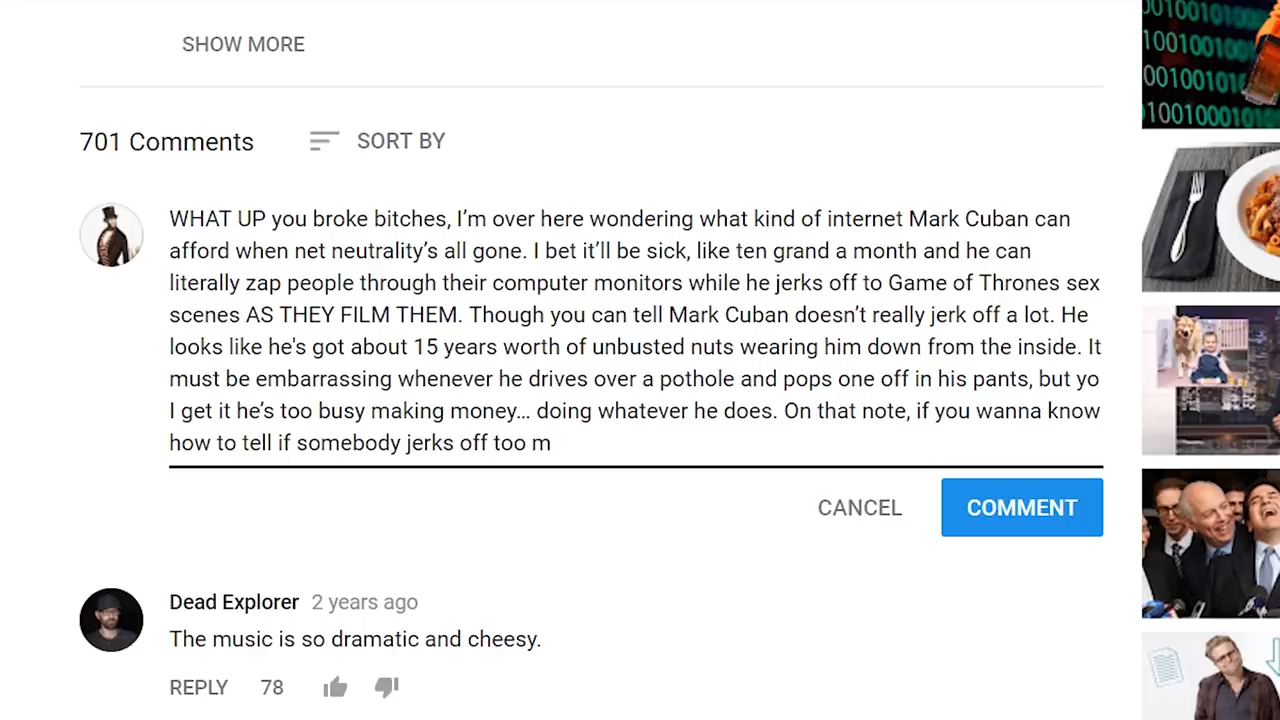 SHOW MORE
701 Comments
SORT BY
WHAT UP you broke bitches, I’m over here wondering what kind of internet Mark Cuban can
afford when net neutrality’s all gone. I bet it’ll be sick, like ten grand a month and he can
literally zap people through their computer monitors while he jerks off to Game of Thrones sex
scenes AS THEY FILM THEM. Though you can tell Mark Cuban doesn’t really jerk off a lot. He
looks like he's got about 15 years worth of unbusted nuts wearing him down from the inside. It
must be embarrassing whenever he drives over a pothole and pops one off in his pants, but yo
I get it he’s too busy making money… doing whatever he does. On that note, if you wanna know
how to tell if somebody jerks off too m
CANCEL
COMMENT
Dead Explorer 2 years ago
The music is so dramatic and cheesy.
REPLY 78